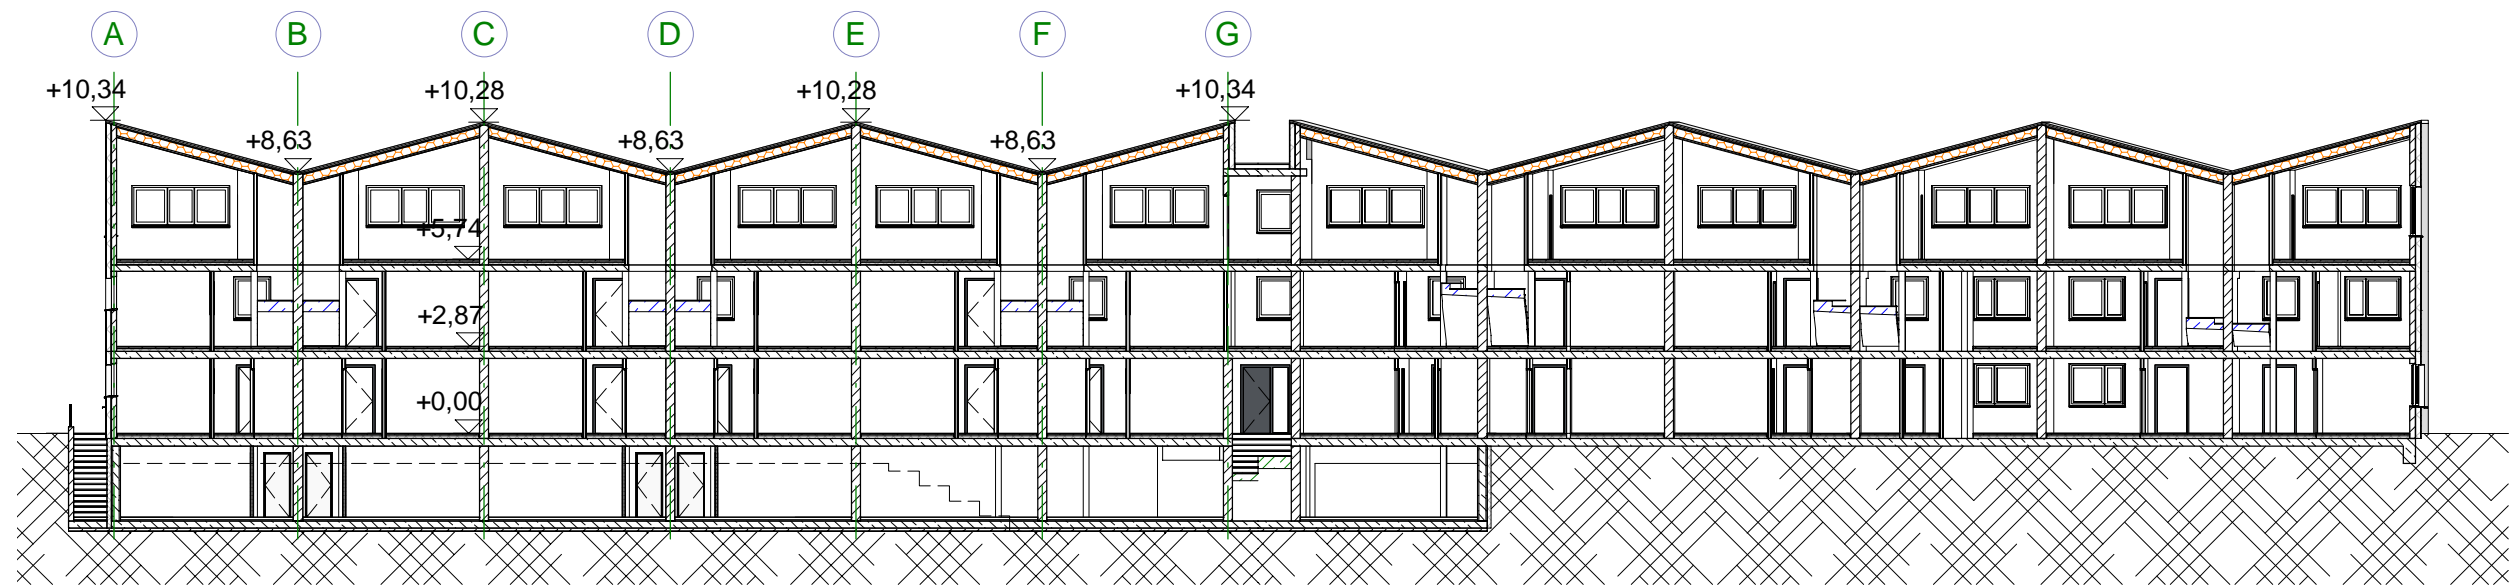 A B C D E F G
+10,34 +10,28 +10,28 +10,34
+8,63 +8,63 +8,63
+5,74
+2,87
+0,00